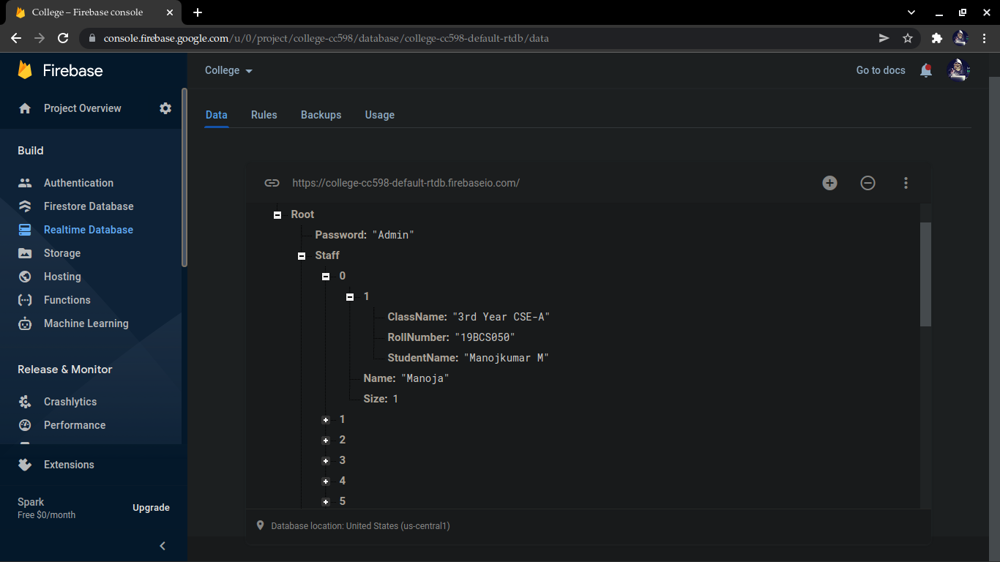 College – Firebase console
console.firebase.google.com/u/0/project/college-cc598/database/college-cc598-default-rtdb/data
Firebase
College
Go to docs
Project Overview
Data Rules Backups Usage
Build
Authentication
Firestore Database
Realtime Database
Storage
Hosting
Functions
Machine Learning
Release & Monitor
Crashlytics
Performance
Extensions
Spark
Free $0/month
Upgrade
https://college-cc598-default-rtdb.firebaseio.com/
Root
Password: "Admin"
Staff
0
1
ClassName: "3rd Year CSE-A"
RollNumber: "19BCS050"
StudentName: "Manojkumar M"
Name: "Manoja"
Size: 1
1
2
3
4
5
Database location: United States (us-central1)